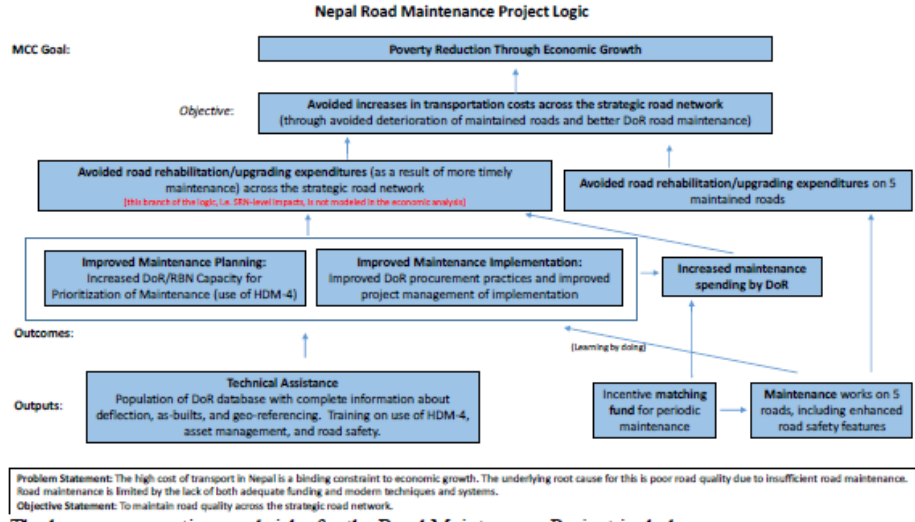 Nepal Road Maintenance Project Logic
MCC Goal:
Poverty Reduction Through Economic Growth
Objective:
Avoided increases in transportation costs across the strategic road network
(through avoided deterioration of maintained roads and better DoR road maintenance)
Avoided road rehabilitation/upgrading expenditures (as a result of more timely
maintenance) across the strategic road network
[this branch of the logic, i.e. SRN-level impacts, is not modeled in the economic analysis]
Avoided road rehabilitation/upgrading expenditures on 5
maintained roads
Improved Maintenance Planning:
Increased DoR/RBN Capacity for
Prioritization of Maintenance (use of HDM-4)
Improved Maintenance Implementation:
Improved DoR procurement practices and improved
project management of implementation
Increased maintenance
spending by DoR
Outcomes:
(Learning by doing)
Outputs:
Technical Assistance
Population of DoR database with complete information about
deflection, as-builts, and geo-referencing. Training on use of HDM-4,
asset management, and road safety.
Incentive matching
fund for periodic
maintenance
Maintenance works on 5
roads, including enhanced
road safety features
Problem Statement: The high cost of transport in Nepal is a binding constraint to economic growth. The underlying root cause for this is poor road quality due to insufficient road maintenance.
Road maintenance is limited by the lack of both adequate funding and modern techniques and systems.
Objective Statement: To maintain road quality across the strategic road network.